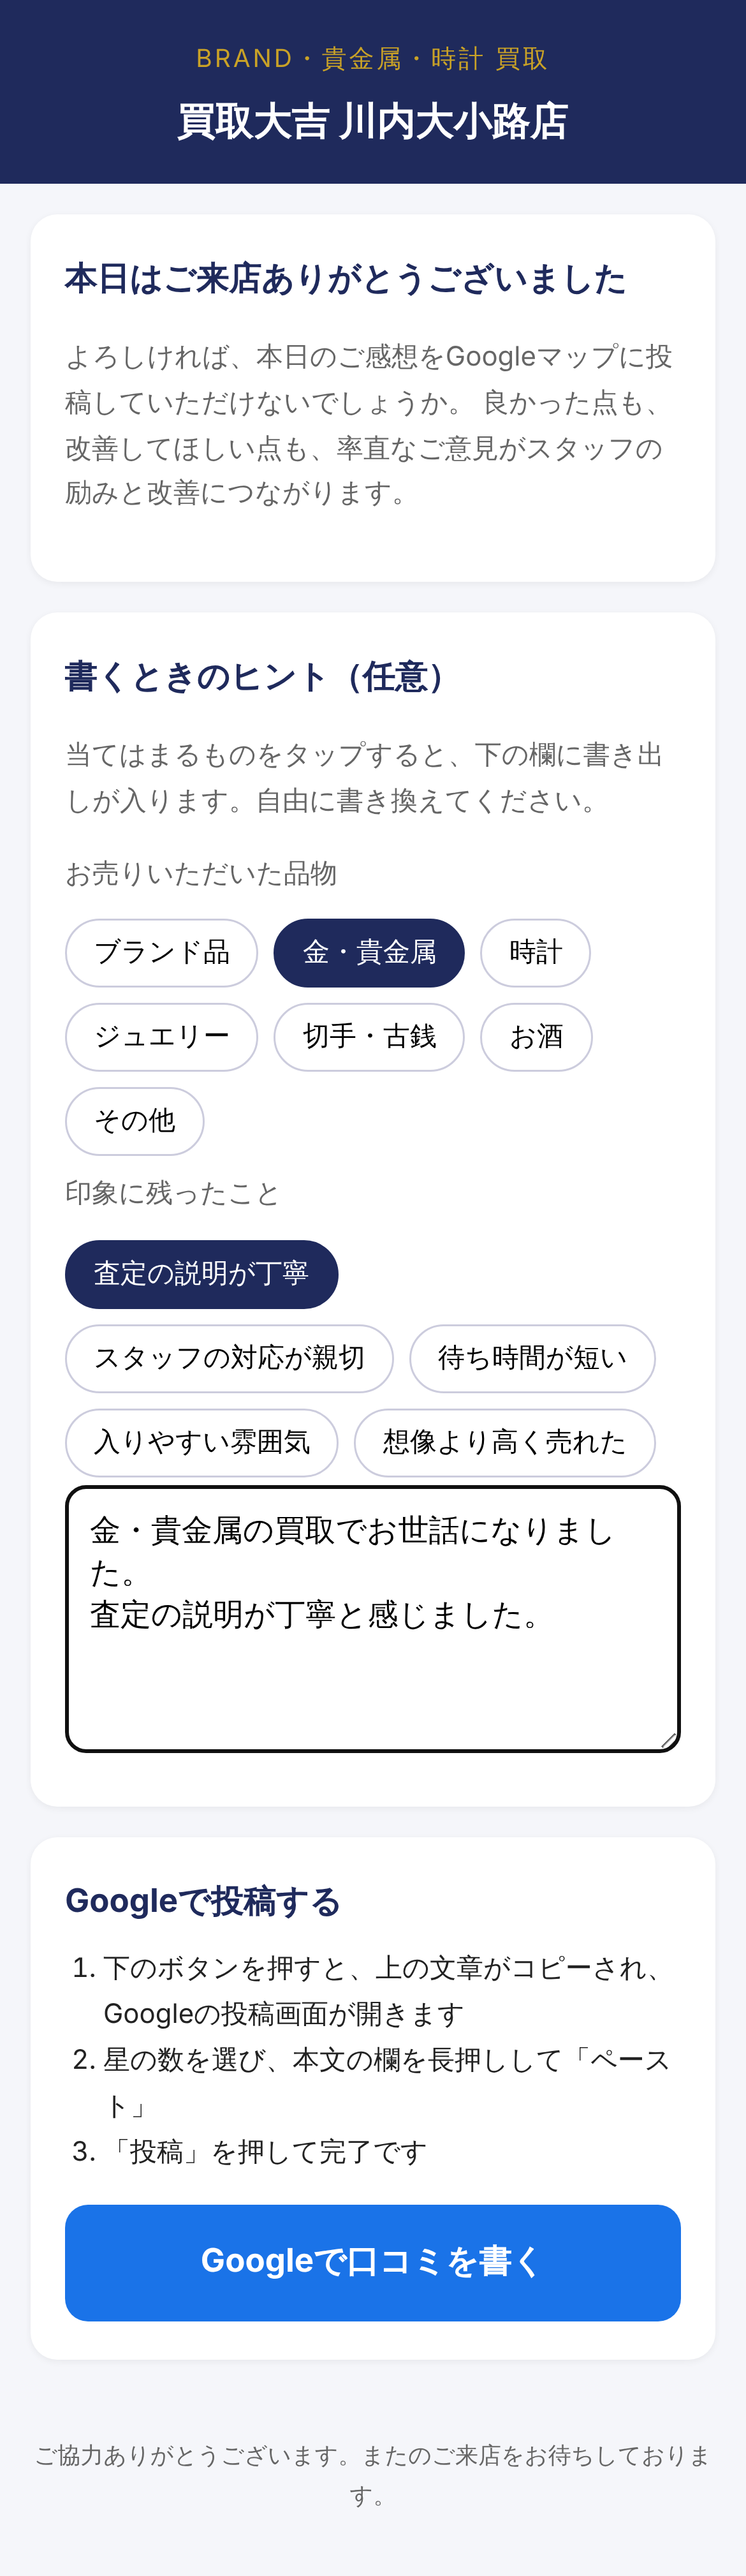 BRAND・貴金属・時計 買取
買取大吉 川内大小路店
本日はご来店ありがとうございました
よろしければ、本日のご感想をGoogleマップに投
稿していただけないでしょうか。 良かった点も、
改善してほしい点も、率直なご意見がスタッフの
励みと改善につながります。
書くときのヒント（任意）
当てはまるものをタップすると、下の欄に書き出
しが入ります。自由に書き換えてください。
お売りいただいた品物
ブランド品 金・貴金属 時計
ジュエリー 切手・古銭 お酒
その他
印象に残ったこと
査定の説明が丁寧
スタッフの対応が親切 待ち時間が短い
入りやすい雰囲気 想像より高く売れた
金・貴金属の買取でお世話になりまし
た。
査定の説明が丁寧と感じました。
Googleで投稿する
1. 下のボタンを押すと、上の文章がコピーされ、
Googleの投稿画面が開きます
2. 星の数を選び、本文の欄を長押しして「ペース
ト」
3. 「投稿」を押して完了です
Googleで口コミを書く
ご協力ありがとうございます。またのご来店をお待ちしておりま
す。